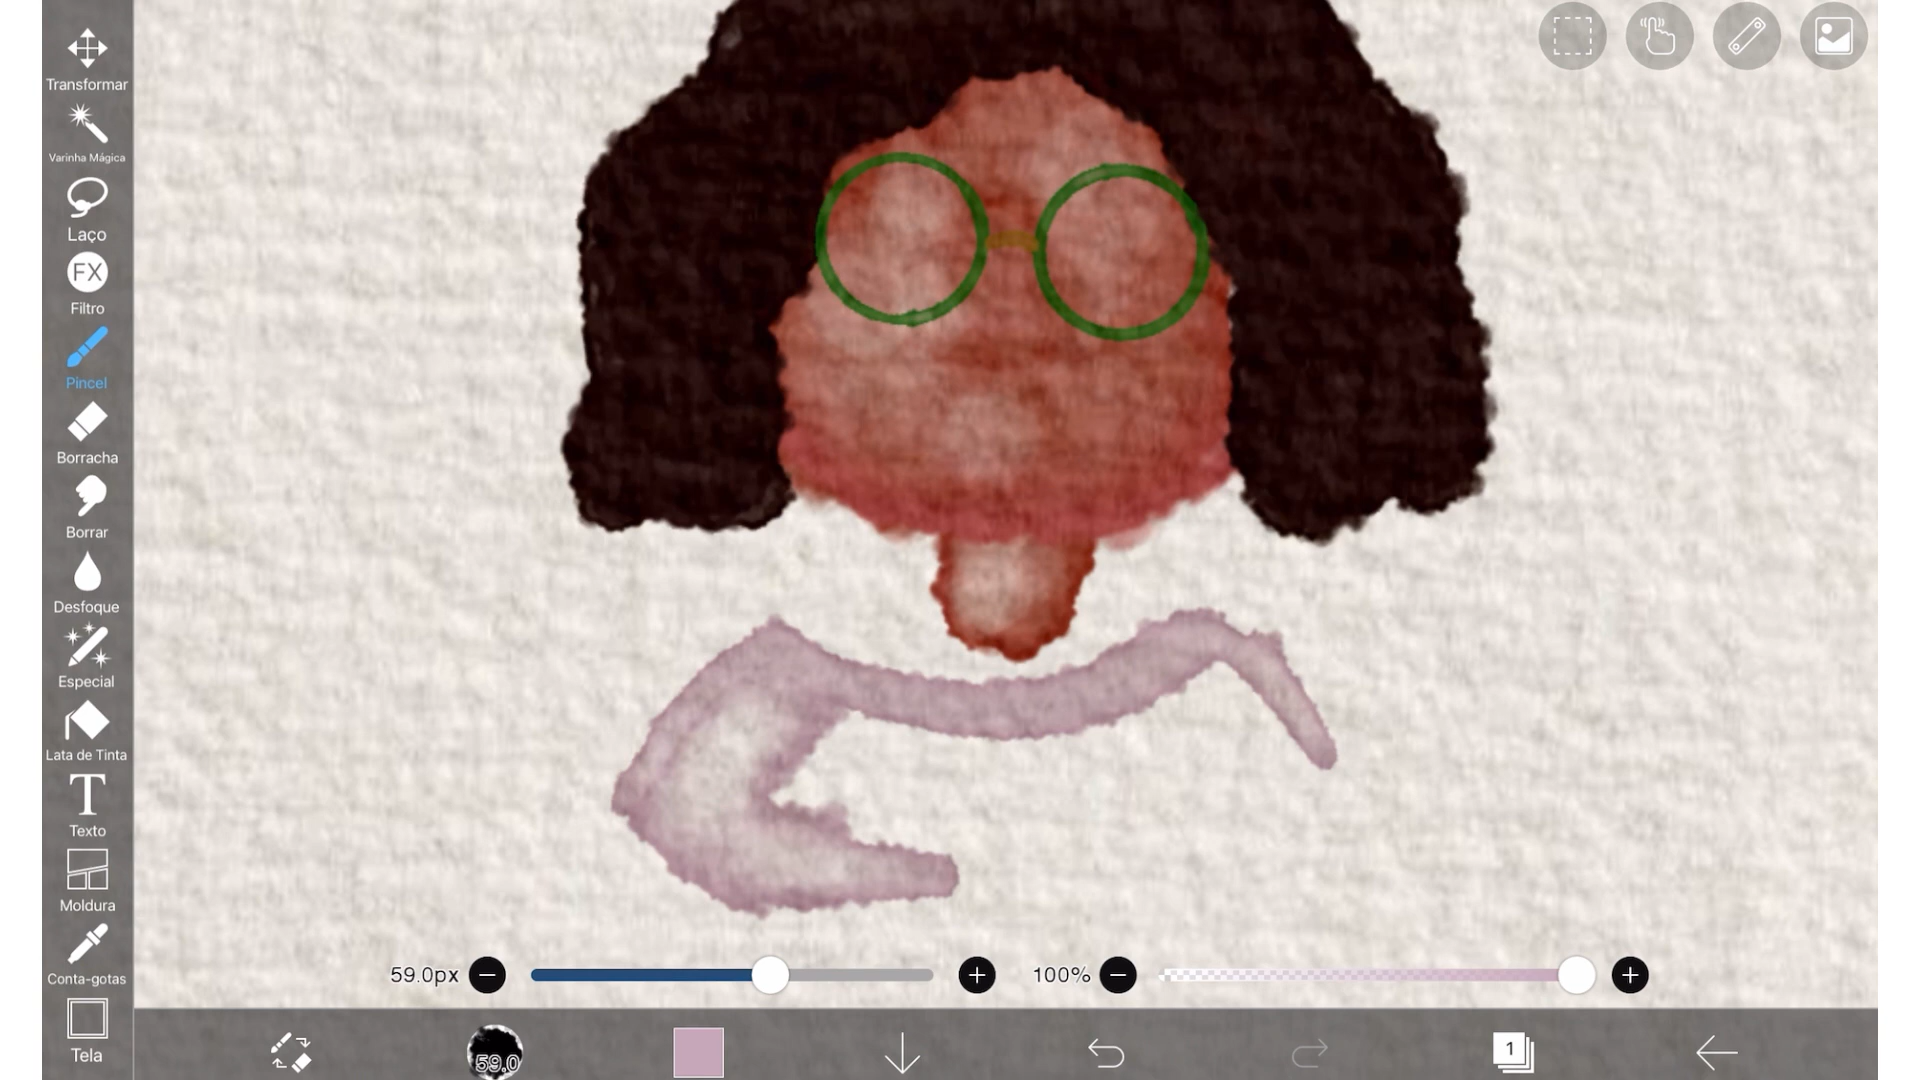 Transformar
Varinha Mágica
Laço
FX
Filtro
Pincel
Borracha
Borrar
Desfoque
Especial
Lata de Tinta
T
Texto
Moldura
Conta-gotas
Tela
59.0px
100%
59.0
1